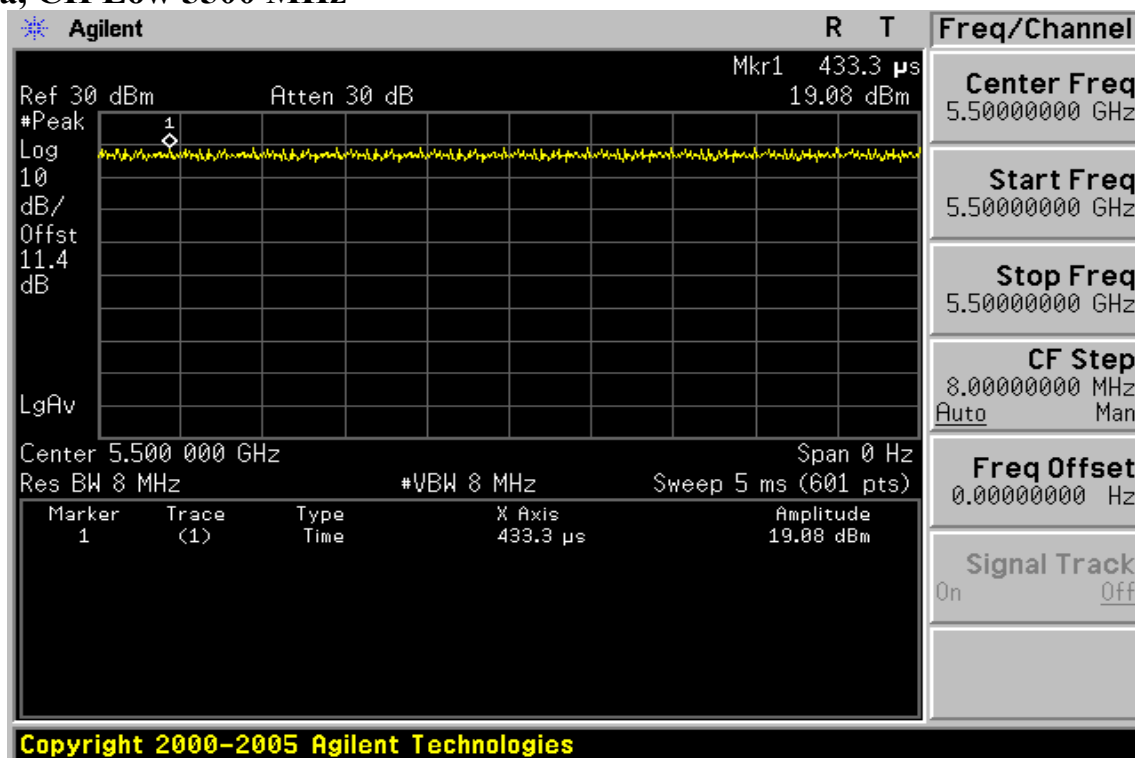 a, CH Low 5500 MHz
Agilent R T
Mkr1 433.3 µs
Ref 30 dBm Atten 30 dB 19.08 dBm
#Peak
1
Log
10
dB/
Offst
11.4
dB
LgAv
Center 5.500 000 GHz Span 0 Hz
Res BW 8 MHz #VBW 8 MHz Sweep 5 ms (601 pts)
Marker Trace Type X Axis Amplitude
1 (1) Time 433.3 µs 19.08 dBm
Freq/Channel
Center Freq
5.50000000 GHz
Start Freq
5.50000000 GHz
Stop Freq
5.50000000 GHz
CF Step
8.00000000 MHz
Auto Man
Freq Offset
0.00000000 Hz
Signal Track
On Off
Copyright 2000-2005 Agilent Technologies